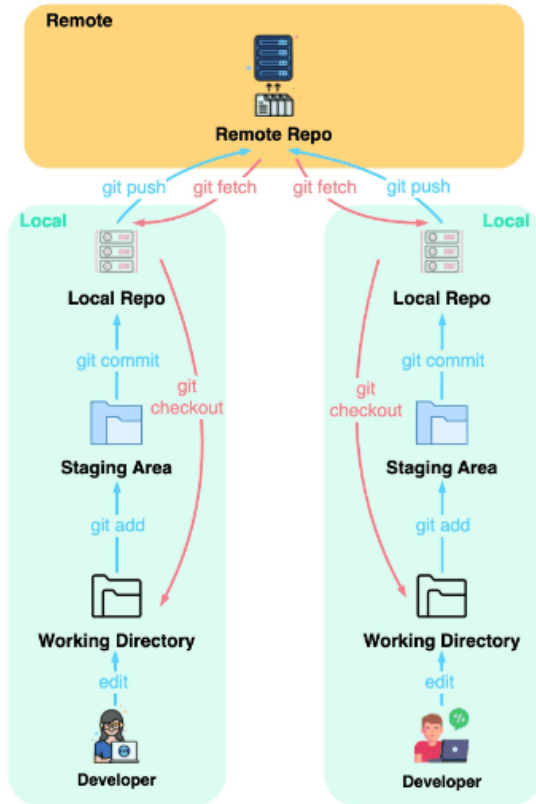 Remote
Remote Repo
git push
git fetch
git fetch
git push
Local
Local Repo
git commit
git
checkout
Staging Area
git add
Working Directory
edit
Developer
Local
Local Repo
git commit
git
checkout
Staging Area
git add
Working Directory
edit
Developer